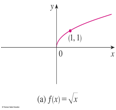 y
(1, 1)
0
x
(a) f(x) = √x